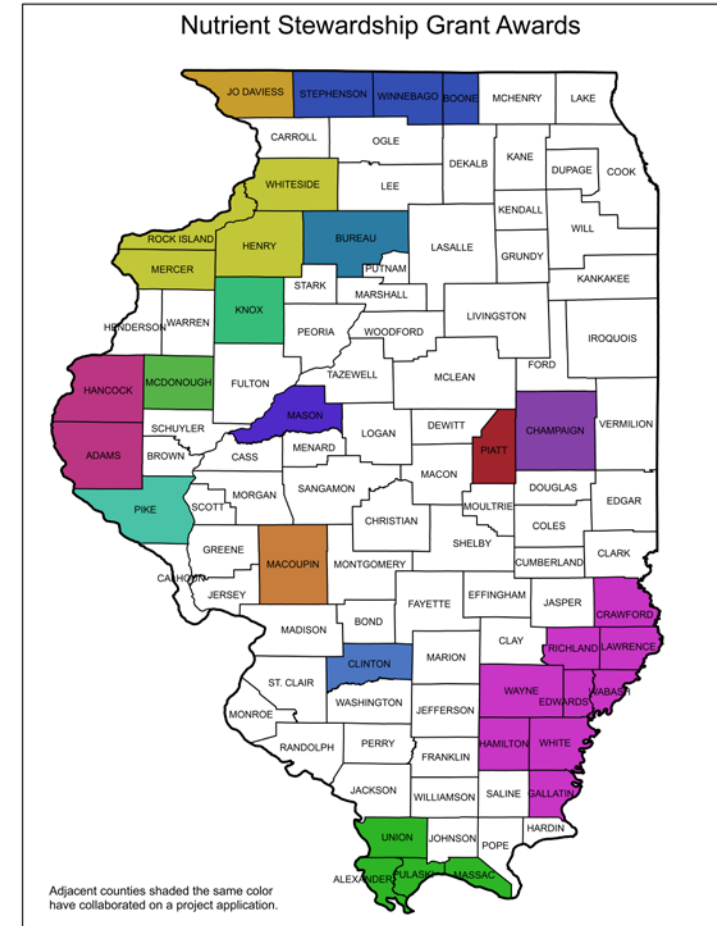 Nutrient Stewardship Grant Awards
JO DAVIESS
STEPHENSON
WINNEBAGO
BOONE
MCHENRY
LAKE
CARROLL
OGLE
DEKALB
KANE
DUPAGE
COOK
WHITESIDE
LEE
KENDALL
WILL
ROCK ISLAND
HENRY
BUREAU
LASALLE
GRUNDY
MERCER
PUTNAM
KANKAKEE
STARK
MARSHALL
KNOX
LIVINGSTON
HENDERSON
WARREN
PEORIA
WOODFORD
IROQUOIS
FORD
TAZEWELL
MCLEAN
HANCOCK
MCDONOUGH
FULTON
MASON
SCHUYLER
LOGAN
DEWITT
CHAMPAIGN
VERMILION
ADAMS
BROWN
CASS
MENARD
PIATT
MACON
DOUGLAS
PIKE
SCOTT
MORGAN
SANGAMON
MOULTRIE
EDGAR
CHRISTIAN
COLES
GREENE
MACOUPIN
MONTGOMERY
SHELBY
CUMBERLAND
CLARK
CALHOUN
JERSEY
FAYETTE
EFFINGHAM
JASPER
CRAWFORD
MADISON
BOND
CLAY
RICHLAND
LAWRENCE
CLINTON
MARION
ST. CLAIR
WASHINGTON
WAYNE
EDWARDS
WABASH
MONROE
JEFFERSON
RANDOLPH
PERRY
FRANKLIN
HAMILTON
WHITE
JACKSON
WILLIAMSON
SALINE
GALLATIN
UNION
JOHNSON
POPE
HARDIN
ALEXANDER
PULASKI
MASSAC
Adjacent counties shaded the same color
have collaborated on a project application.